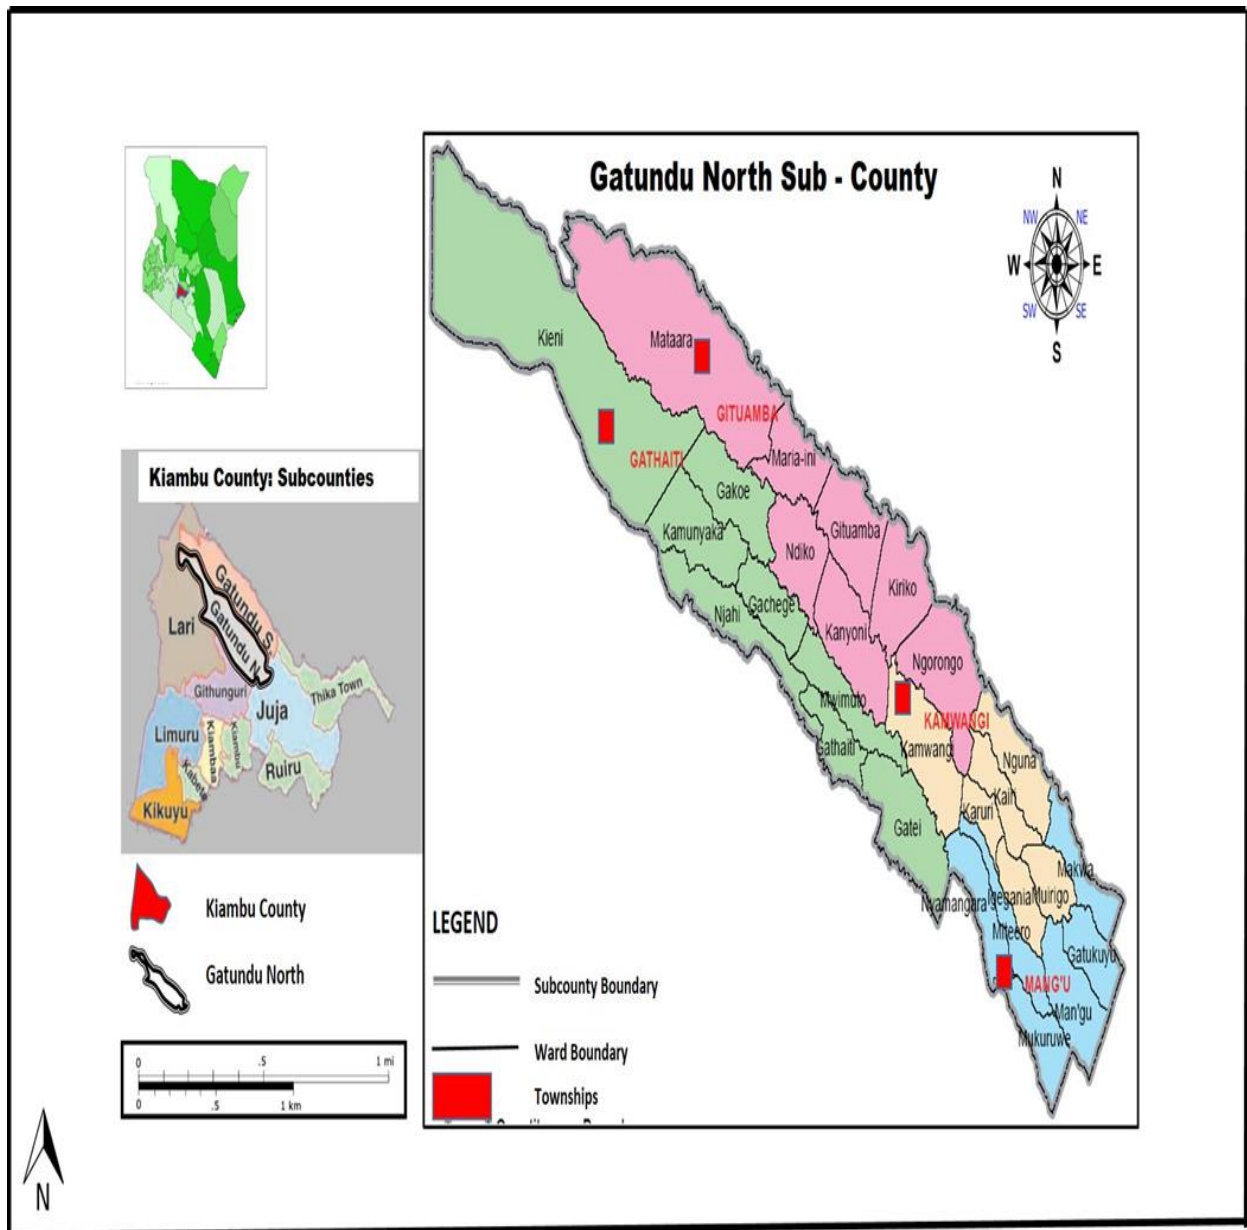 Gatundu North Sub - County
N
NW
NE
W
E
SW
SE
S
Kieni
Mataara
GITUAMBA
GATHAITI
Maria-ini
Gakoe
Kamunyaka
Ndiko
Gituamba
Kiriko
Njahi
Gachege
Kanyoni
Ngorongo
Mwimuto
KAMWANGI
Gathaiti
Kamwangi
Nguna
Kairi
Karuri
Gatei
Makwa
Nyamangara
Igegania
Muirigo
Miteero
Gatukuyu
MANG'U
Man'gu
Mukuruwe
Kiambu County: Subcounties
Gatundu S.
Gatundu N.
Lari
Githunguri
Thika Town
Juja
Limuru
Kiambaa
Kiambu
Kabete
Ruiru
Kikuyu
Kiambu County
Gatundu North
0 .5 1 mi
0 .5 1 km
LEGEND
Subcounty Boundary
Ward Boundary
Townships
N